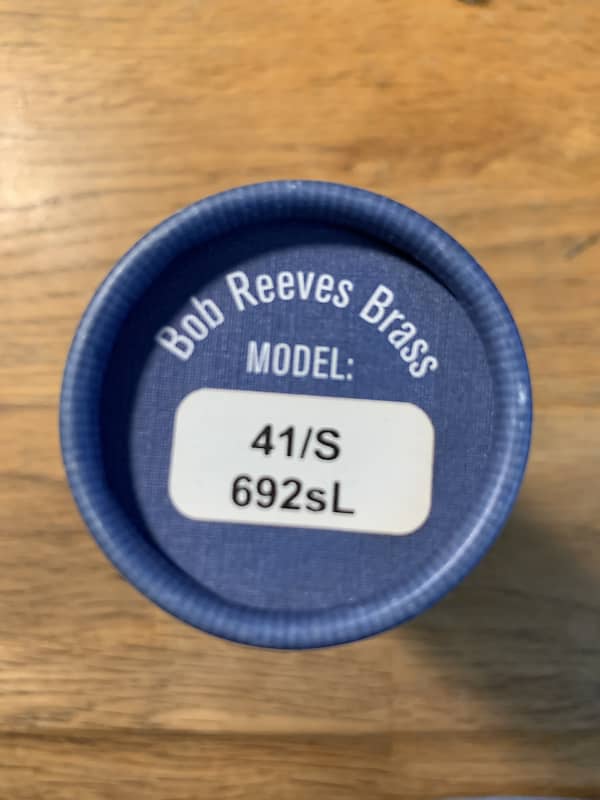 Bob Reeves Brass
MODEL:
41/S
692sL